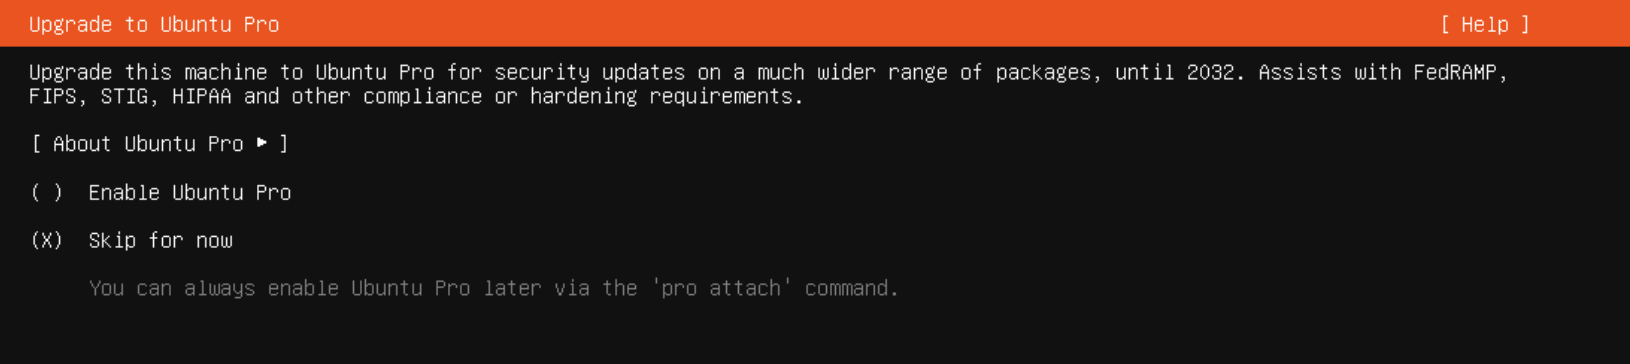 Upgrade to Ubuntu Pro [ Help ]
Upgrade this machine to Ubuntu Pro for security updates on a much wider range of packages, until 2032. Assists with FedRAMP,
FIPS, STIG, HIPAA and other compliance or hardening requirements.
[ About Ubuntu Pro ▸ ]
( ) Enable Ubuntu Pro
(X) Skip for now
You can always enable Ubuntu Pro later via the 'pro attach' command.